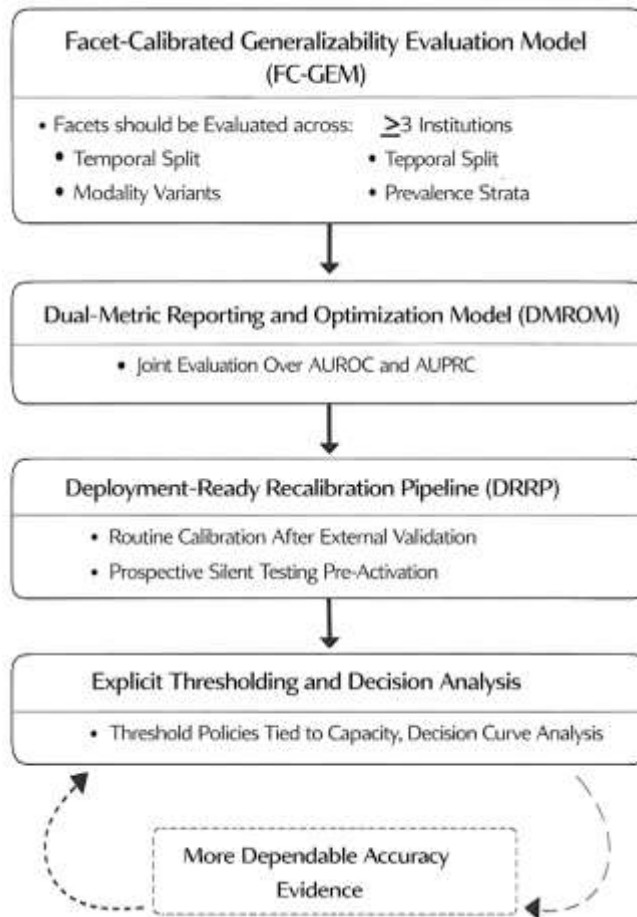 Facet-Calibrated Generalizability Evaluation Model
(FC-GEM)
• Facets should be Evaluated across: ≥3 Institutions
• Temporal Split • Tepporal Split
• Modality Variants • Prevalence Strata
Dual-Metric Reporting and Optimization Model (DMROM)
• Joint Evaluation Over AUROC and AUPRC
Deployment-Ready Recalibration Pipeline (DRRP)
• Routine Calibration After External Validation
• Prospective Silent Testing Pre-Activation
Explicit Thresholding and Decision Analysis
• Threshold Policies Tied to Capacity, Decision Curve Analysis
More Dependable Accuracy
Evidence